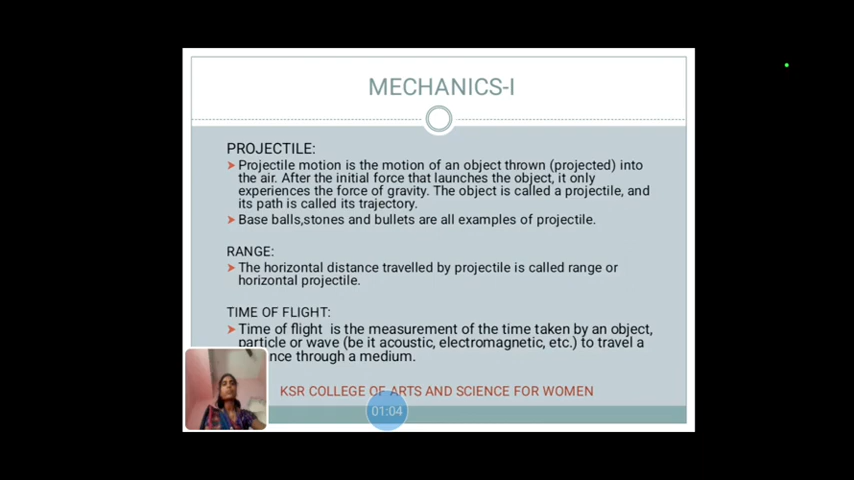 MECHANICS-I
PROJECTILE:
➤ Projectile motion is the motion of an object thrown (projected) into
the air. After the initial force that launches the object, it only
experiences the force of gravity. The object is called a projectile, and
its path is called its trajectory.
➤ Base balls,stones and bullets are all examples of projectile.
RANGE:
➤ The horizontal distance travelled by projectile is called range or
horizontal projectile.
TIME OF FLIGHT:
➤ Time of flight is the measurement of the time taken by an object,
particle or wave (be it acoustic, electromagnetic, etc.) to travel a
through a medium.
KSR COLLEGE OF ARTS AND SCIENCE FOR WOMEN
01:04